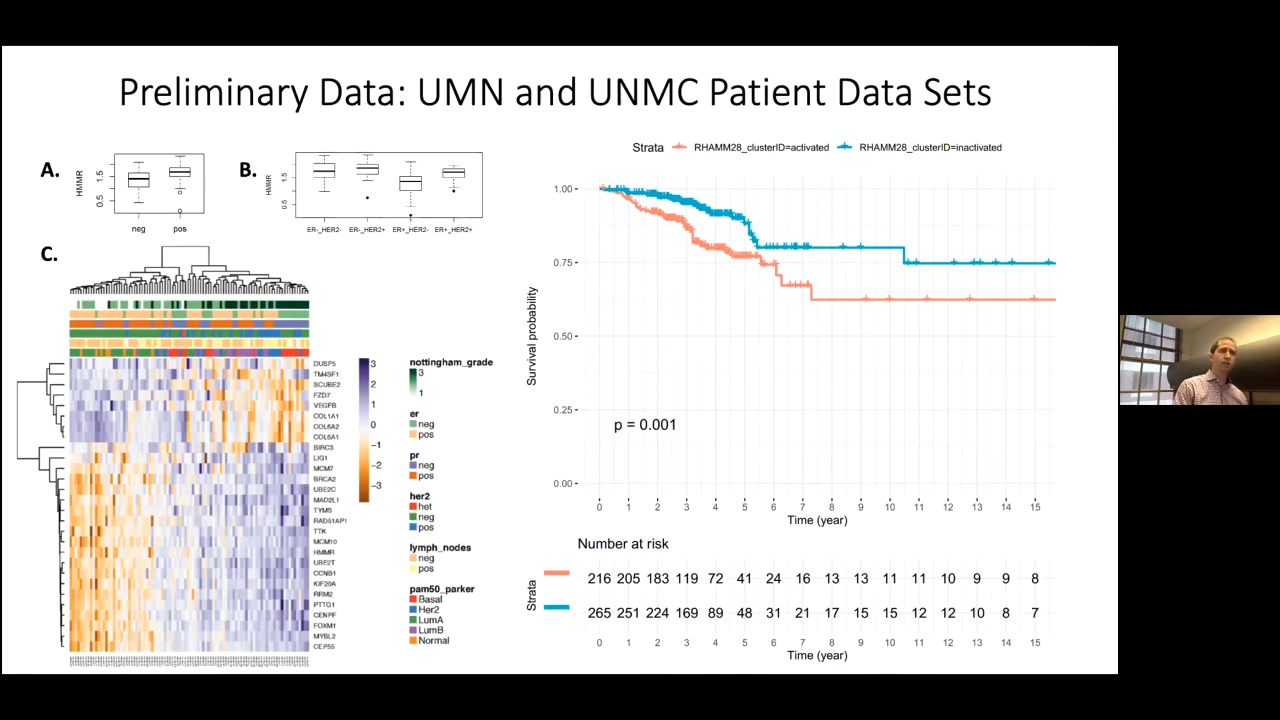 Preliminary Data: UMN and UNMC Patient Data Sets
A.
HMMR
1.5
0.5
neg pos
B.
HMMR
1.5
0.5
ER-_HER2- ER-_HER2+ ER+_HER2- ER+_HER2+
C.
DUSP5
TM4SF1
SCUBE2
FZD7
VEGFB
COL1A1
COL6A2
COL6A1
BIRC3
LIG1
MCM7
BRCA2
UBE2C
MAD2L1
TYMS
RAD51AP1
TTK
MCM10
HMMR
UBE2T
CCNB1
KIF20A
RRM2
PTTG1
CENPF
FOXM1
MYBL2
CEP55
3
2
1
0
−1
−2
−3
nottingham_grade
3
1
er
neg
pos
pr
neg
pos
her2
het
neg
pos
lymph_nodes
neg
pos
pam50_parker
Basal
Her2
LumA
LumB
Normal
Strata RHAMM28_clusterID=activated RHAMM28_clusterID=inactivated
Survival probability
1.00
0.75
0.50
0.25
0.00
p = 0.001
0 1 2 3 4 5 6 7 8 9 10 11 12 13 14 15
Time (year)
Number at risk
Strata
216 205 183 119 72 41 24 16 13 13 11 11 10 9 9 8
265 251 224 169 89 48 31 21 17 15 15 12 12 10 8 7
0 1 2 3 4 5 6 7 8 9 10 11 12 13 14 15
Time (year)